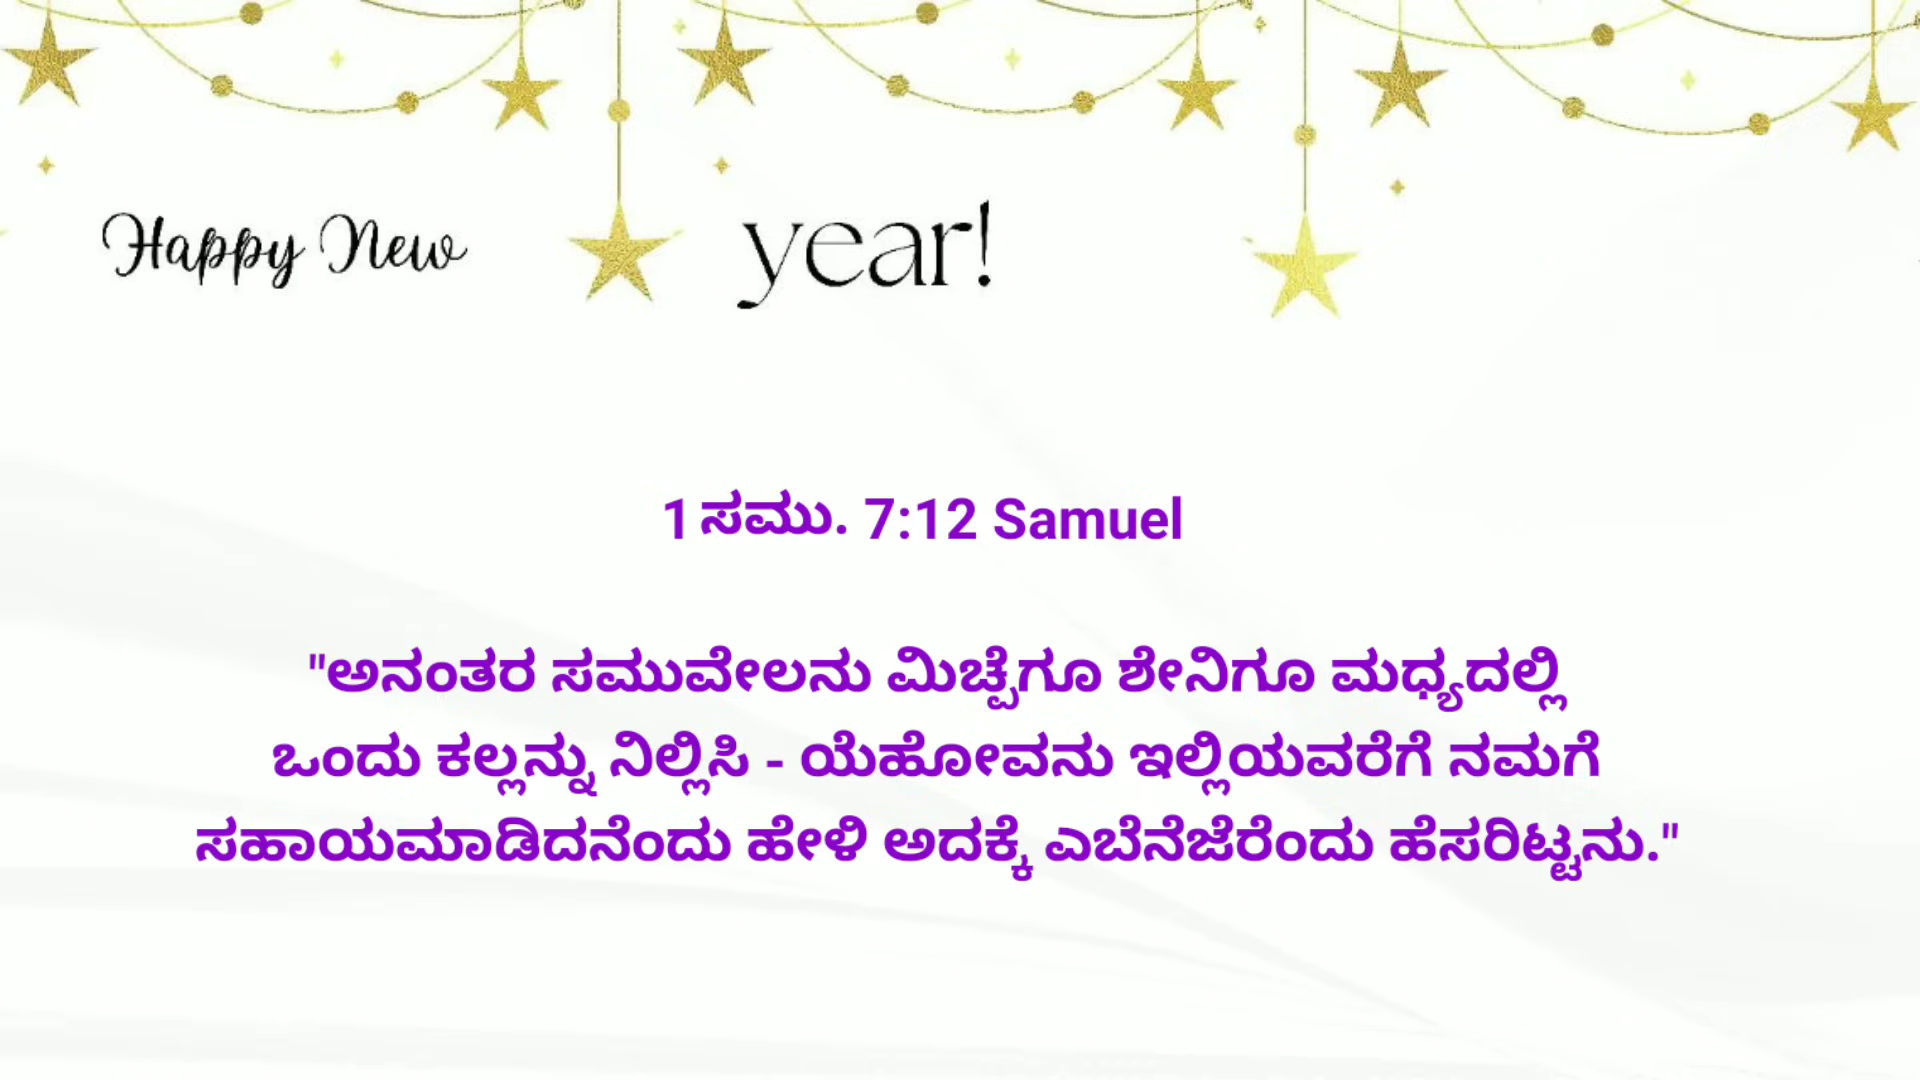 Happy New year!
1 ಸಮು. 7:12 Samuel
"ಅನಂತರ ಸಮುವೇಲನು ಮಿಚ್ಪೆಗೂ ಶೇನಿಗೂ ಮಧ್ಯದಲ್ಲಿ
ಒಂದು ಕಲ್ಲನ್ನು ನಿಲ್ಲಿಸಿ - ಯೆಹೋವನು ಇಲ್ಲಿಯವರೆಗೆ ನಮಗೆ
ಸಹಾಯಮಾಡಿದನೆಂದು ಹೇಳಿ ಅದಕ್ಕೆ ಎಬೆನೆಜೆರೆಂದು ಹೆಸರಿಟ್ಟನು."